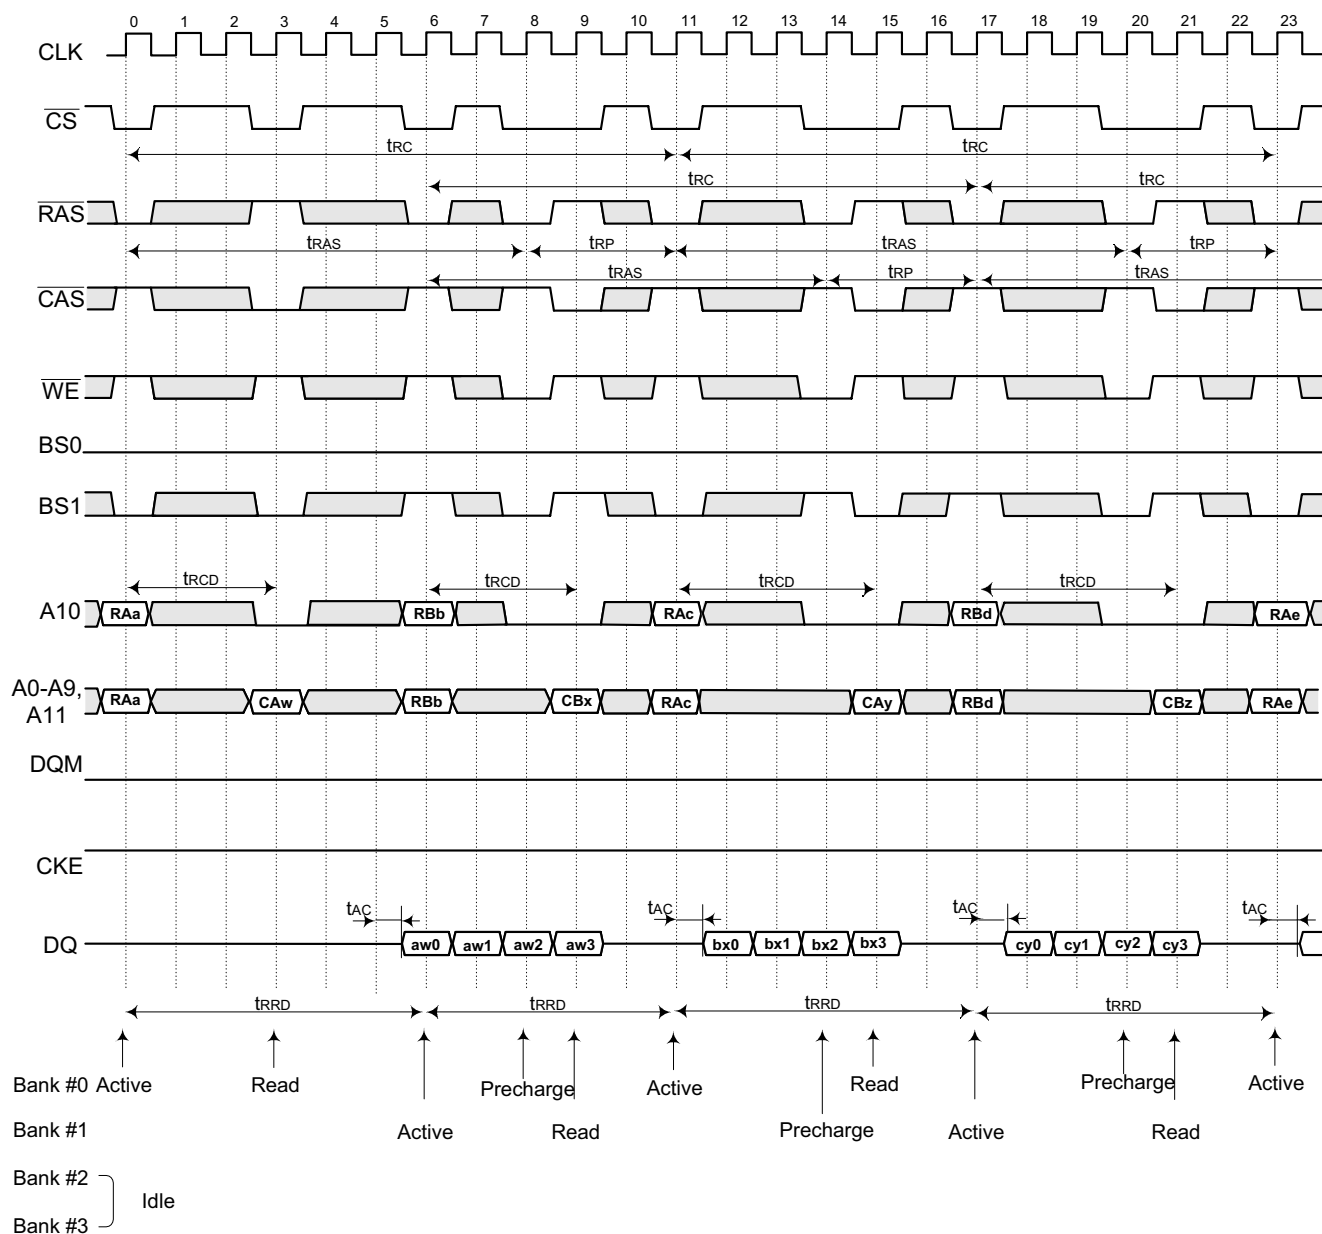 0 1 2 3 4 5 6 7 8 9 10 11 12 13 14 15 16 17 18 19 20 21 22 23
CLK
CS
tRC tRC
tRC tRC
RAS
tRAS tRP tRAS tRP
tRAS tRP tRAS
CAS
WE
BS0
BS1
tRCD tRCD tRCD tRCD
A10 RAa RBb RAc RBd RAe
A0-A9,
A11
RAa CAw RBb CBx RAc CAy RBd CBz RAe
DQM
CKE
tAC tAC tAC tAC
DQ aw0 aw1 aw2 aw3 bx0 bx1 bx2 bx3 cy0 cy1 cy2 cy3
tRRD tRRD tRRD tRRD
Bank #0 Active Read Precharge Active Read Precharge Active
Bank #1 Active Read Precharge Active Read
Bank #2
Idle
Bank #3